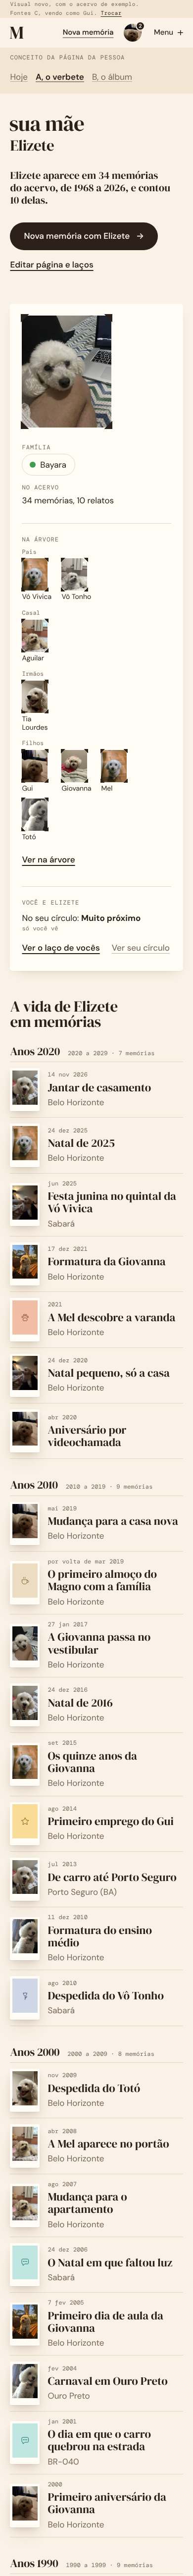 Visual novo, com o acervo de exemplo.
Fontes C, vendo como Gui. Trocar
M
Nova memória
2
Menu +
CONCEITO DA PÁGINA DA PESSOA
Hoje
A, o verbete
B, o álbum
sua mãe
Elizete
Elizete aparece em 34 memórias
do acervo, de 1968 a 2026, e contou
10 delas.
Nova memória com Elizete →
Editar página e laços
FAMÍLIA
Bayara
NO ACERVO
34 memórias, 10 relatos
NA ÁRVORE
Pais
Vó Vivica
Vô Tonho
Casal
Aguilar
Irmãos
Tia
Lourdes
Filhos
Gui
Giovanna
Mel
Totó
Ver na árvore
VOCÊ E ELIZETE
No seu círculo: Muito próximo
só você vê
Ver o laço de vocês
Ver seu círculo
A vida de Elizete
em memórias
Anos 2020 2020 a 2029 · 7 memórias
14 nov 2026
Jantar de casamento
Belo Horizonte
24 dez 2025
Natal de 2025
Belo Horizonte
jun 2025
Festa junina no quintal da
Vó Vivica
Sabará
17 dez 2021
Formatura da Giovanna
Belo Horizonte
2021
A Mel descobre a varanda
Belo Horizonte
24 dez 2020
Natal pequeno, só a casa
Belo Horizonte
abr 2020
Aniversário por
videochamada
Anos 2010 2010 a 2019 · 9 memórias
mai 2019
Mudança para a casa nova
Belo Horizonte
por volta de mar 2019
O primeiro almoço do
Magno com a família
Belo Horizonte
27 jan 2017
A Giovanna passa no
vestibular
Belo Horizonte
24 dez 2016
Natal de 2016
Belo Horizonte
set 2015
Os quinze anos da
Giovanna
Belo Horizonte
ago 2014
Primeiro emprego do Gui
Belo Horizonte
jul 2013
De carro até Porto Seguro
Porto Seguro (BA)
11 dez 2010
Formatura do ensino
médio
Belo Horizonte
ago 2010
Despedida do Vô Tonho
Sabará
Anos 2000 2000 a 2009 · 8 memórias
nov 2009
Despedida do Totó
Belo Horizonte
abr 2008
A Mel aparece no portão
Belo Horizonte
ago 2007
Mudança para o
apartamento
Belo Horizonte
24 dez 2006
O Natal em que faltou luz
Sabará
7 fev 2005
Primeiro dia de aula da
Giovanna
Belo Horizonte
fev 2004
Carnaval em Ouro Preto
Ouro Preto
jan 2001
O dia em que o carro
quebrou na estrada
BR-040
2000
Primeiro aniversário da
Giovanna
Belo Horizonte
Anos 1990 1990 a 1999 · 9 memórias